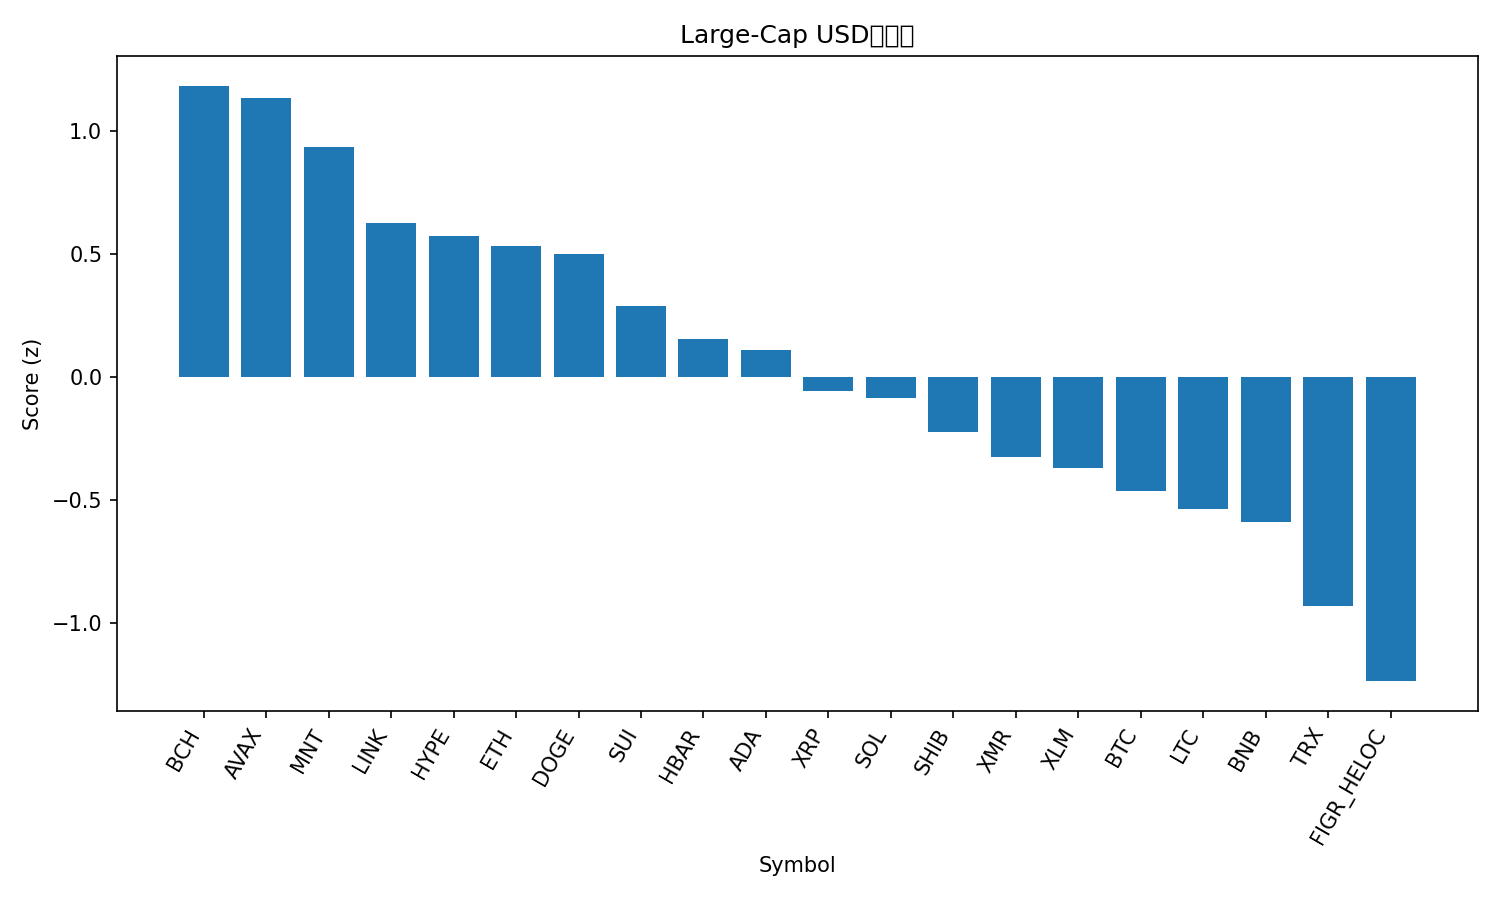 Large-Cap USD
Score (z)
1.0
0.5
0.0
−0.5
−1.0
BCH
AVAX
MNT
LINK
HYPE
ETH
DOGE
SUI
HBAR
ADA
XRP
SOL
SHIB
XMR
XLM
BTC
LTC
BNB
TRX
FIGR_HELOC
Symbol